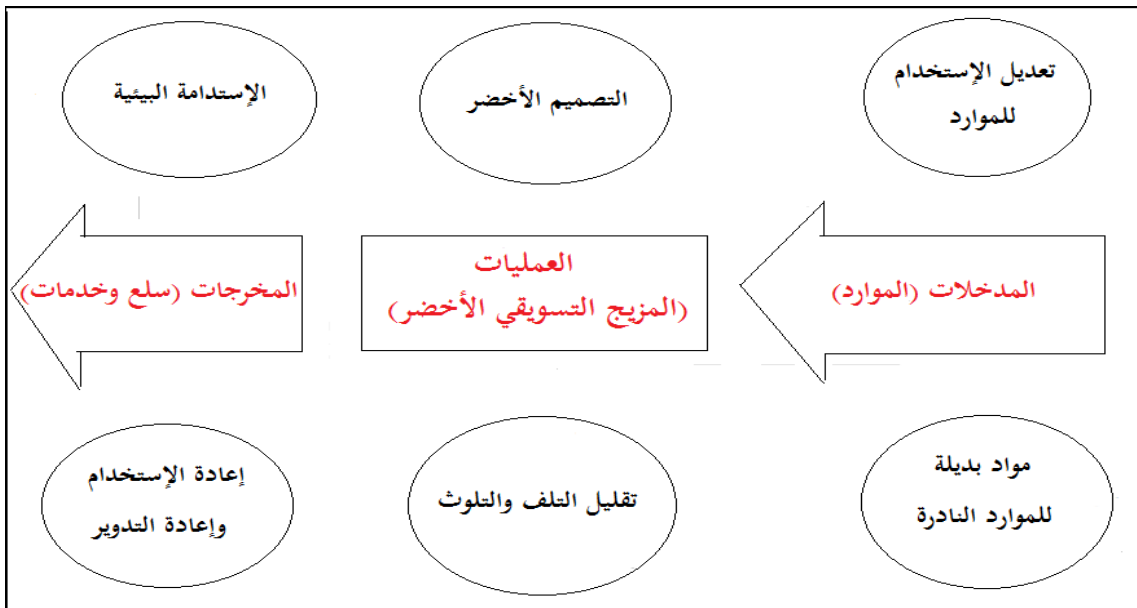 تعديل الإستخدام
للموارد
التصميم الأخضر
الإستدامة البيئية
المدخلات (الموارد)
العمليات
(المزيج التسويقي الأخضر)
المخرجات (سلع وخدمات)
مواد بديلة
للموارد النادرة
تقليل التلف والتلوث
إعادة الإستخدام
وإعادة التدوير